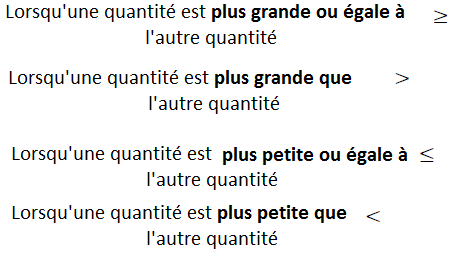 Lorsqu'une quantité est plus grande ou égale à ≥
l'autre quantité
Lorsqu'une quantité est plus grande que >
l'autre quantité
Lorsqu'une quantité est plus petite ou égale à ≤
l'autre quantité
Lorsqu'une quantité est plus petite que <
l'autre quantité